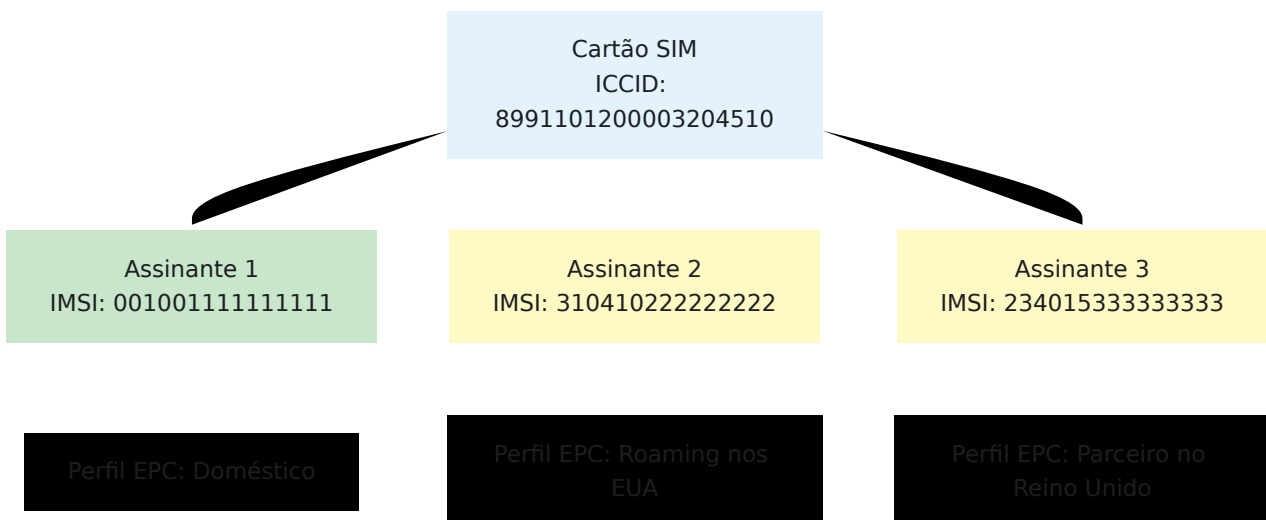 Cartão SIM
ICCID:
8991101200003204510
Assinante 1
IMSI: 001001111111111
Assinante 2
IMSI: 310410222222222
Assinante 3
IMSI: 234015333333333
Perfil EPC: Doméstico
Perfil EPC: Roaming nos
EUA
Perfil EPC: Parceiro no
Reino Unido